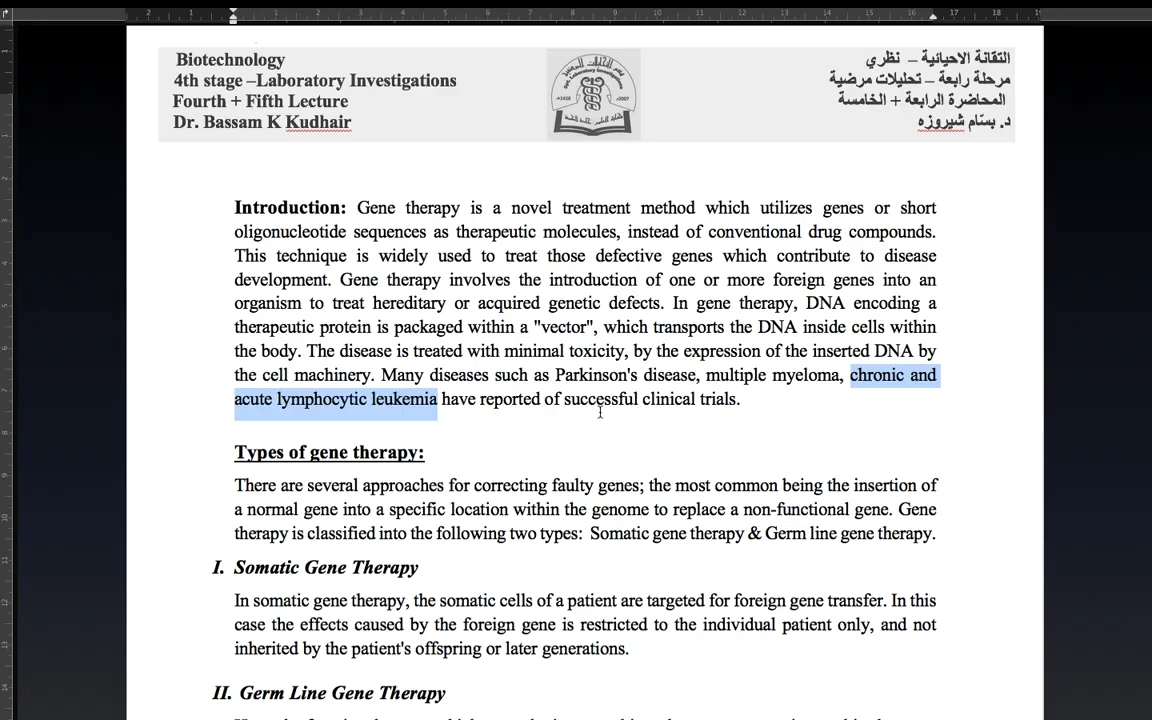 Biotechnology
4th stage –Laboratory Investigations
Fourth + Fifth Lecture
Dr. Bassam K Kudhair
التقانة الاحيائية – نظري
مرحلة رابعة – تحليلات مرضية
المحاضرة الرابعة + الخامسة
د. بسّام شيروزه
Introduction: Gene therapy is a novel treatment method which utilizes genes or short
oligonucleotide sequences as therapeutic molecules, instead of conventional drug compounds.
This technique is widely used to treat those defective genes which contribute to disease
development. Gene therapy involves the introduction of one or more foreign genes into an
organism to treat hereditary or acquired genetic defects. In gene therapy, DNA encoding a
therapeutic protein is packaged within a "vector", which transports the DNA inside cells within
the body. The disease is treated with minimal toxicity, by the expression of the inserted DNA by
the cell machinery. Many diseases such as Parkinson's disease, multiple myeloma, chronic and
acute lymphocytic leukemia have reported of successful clinical trials.
Types of gene therapy:
There are several approaches for correcting faulty genes; the most common being the insertion of
a normal gene into a specific location within the genome to replace a non-functional gene. Gene
therapy is classified into the following two types: Somatic gene therapy & Germ line gene therapy.
I. Somatic Gene Therapy
In somatic gene therapy, the somatic cells of a patient are targeted for foreign gene transfer. In this
case the effects caused by the foreign gene is restricted to the individual patient only, and not
inherited by the patient's offspring or later generations.
II. Germ Line Gene Therapy